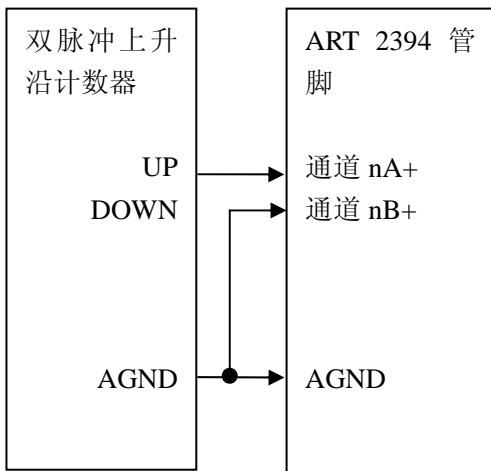 双脉冲上升
沿计数器
UP
DOWN
AGND
ART 2394 管
脚
通道 nA+
通道 nB+
AGND